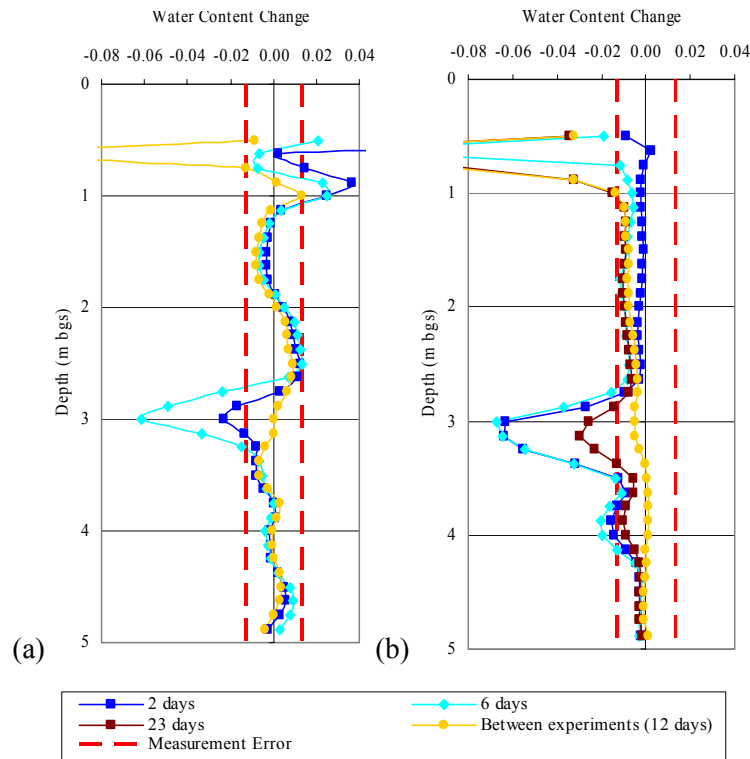 Water Content Change
Water Content Change
-0.08 -0.06 -0.04 -0.02 0.00 0.02 0.04
-0.08 -0.06 -0.04 -0.02 0.00 0.02 0.04
0
1
2
3
4
5
Depth (m bgs)
(a)
0
1
2
3
4
5
Depth (m bgs)
(b)
2 days
6 days
23 days
Between experiments (12 days)
Measurement Error